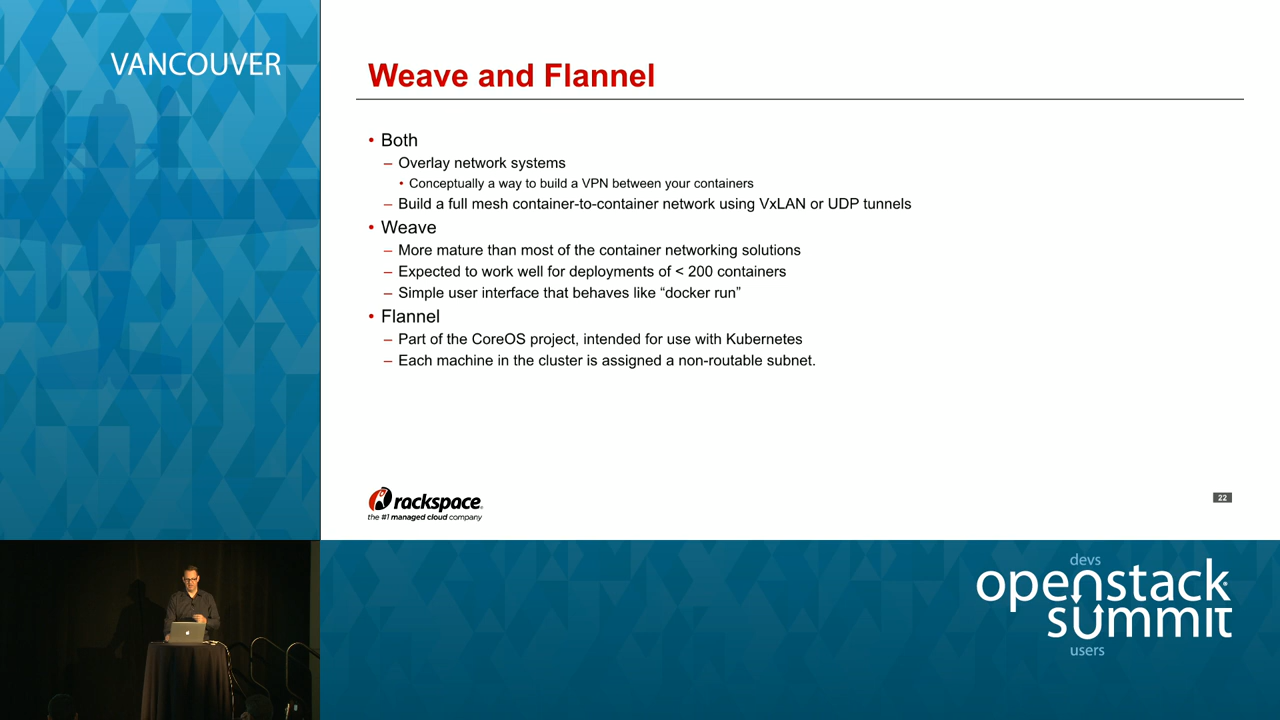 VANCOUVER
Weave and Flannel
• Both
– Overlay network systems
• Conceptually a way to build a VPN between your containers
– Build a full mesh container-to-container network using VxLAN or UDP tunnels
• Weave
– More mature than most of the container networking solutions
– Expected to work well for deployments of < 200 containers
– Simple user interface that behaves like “docker run”
• Flannel
– Part of the CoreOS project, intended for use with Kubernetes
– Each machine in the cluster is assigned a non-routable subnet.
rackspace
the #1 managed cloud company
22
devs
openstack
summit
users